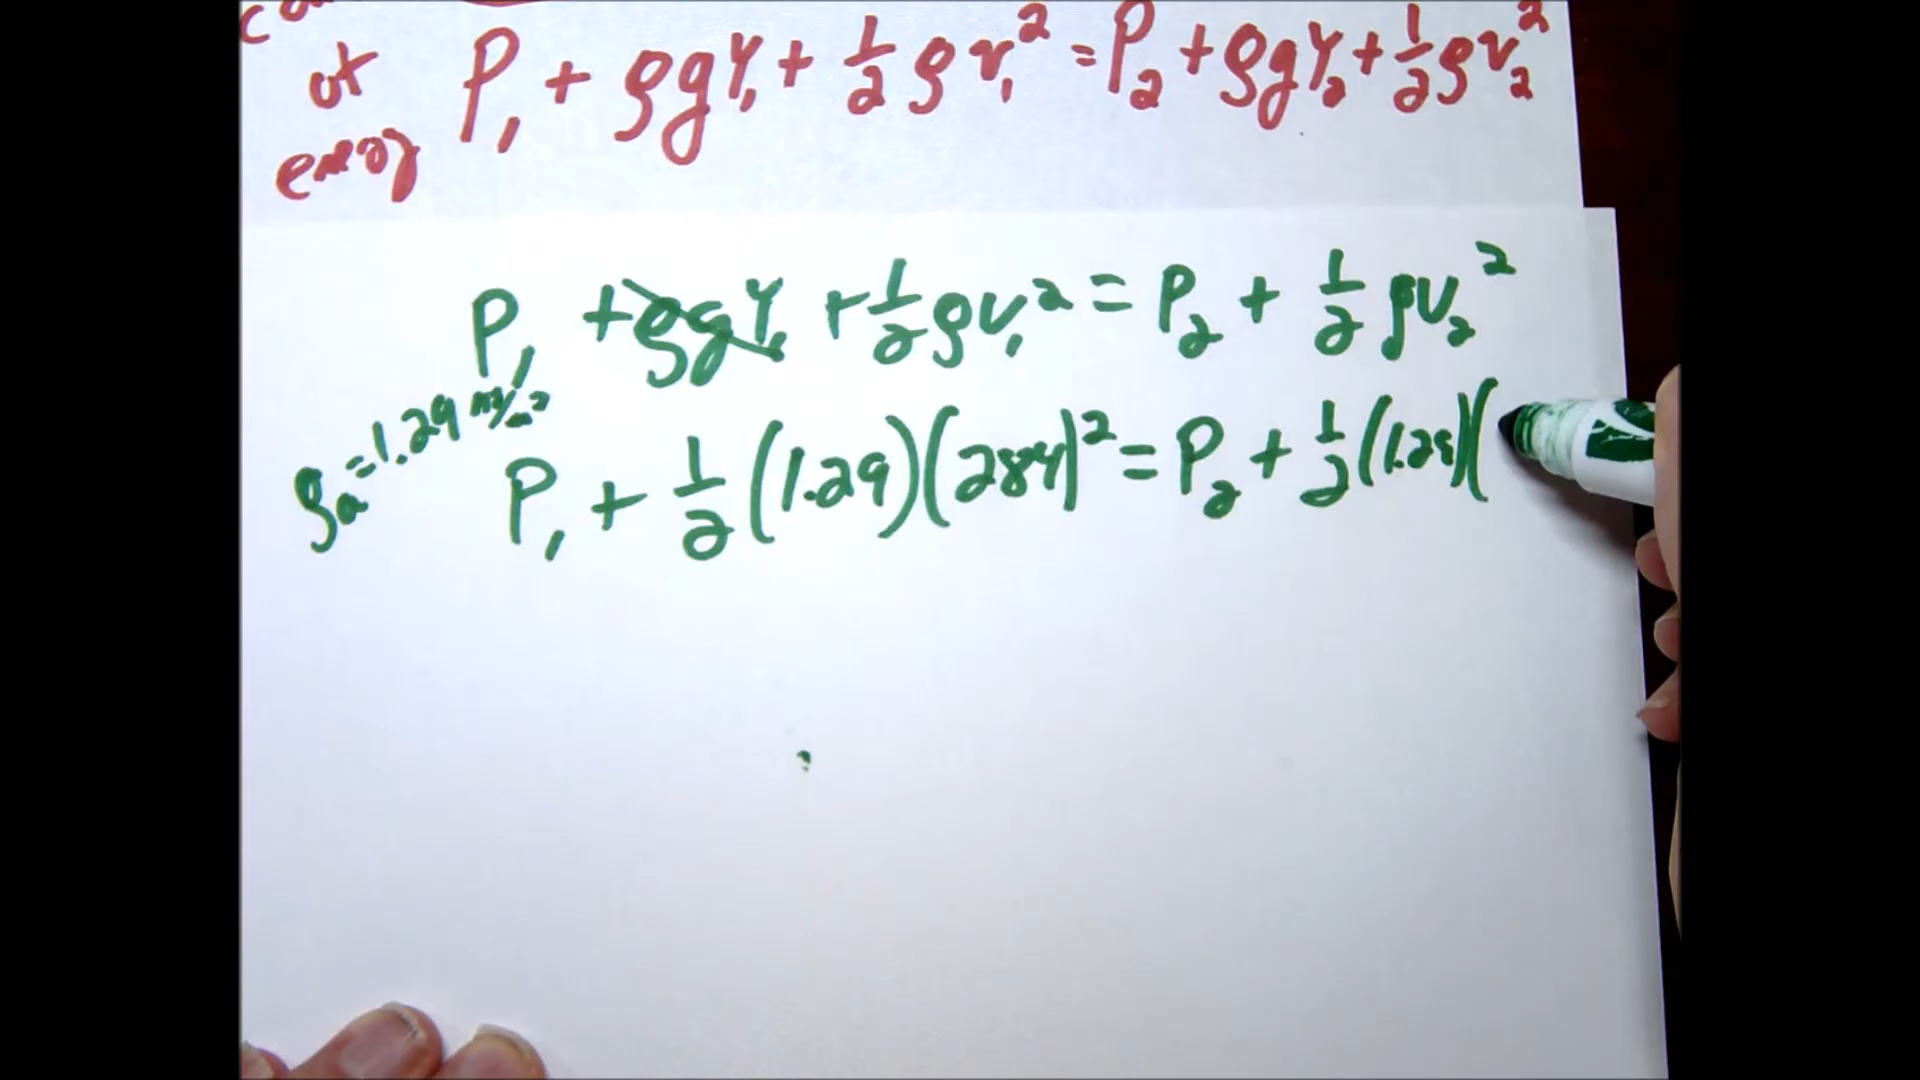 of P₁ + ρgy₁ + ½ρv₁² = P₂ + ρgy₂ + ½ρv₂²
P₁ + ρgy₁ + ½ρv₁² = P₂ + ½ρv₂²
ρₐ = 1.29
P₁ + ½(1.29)(284)² = P₂ + ½(1.29)(